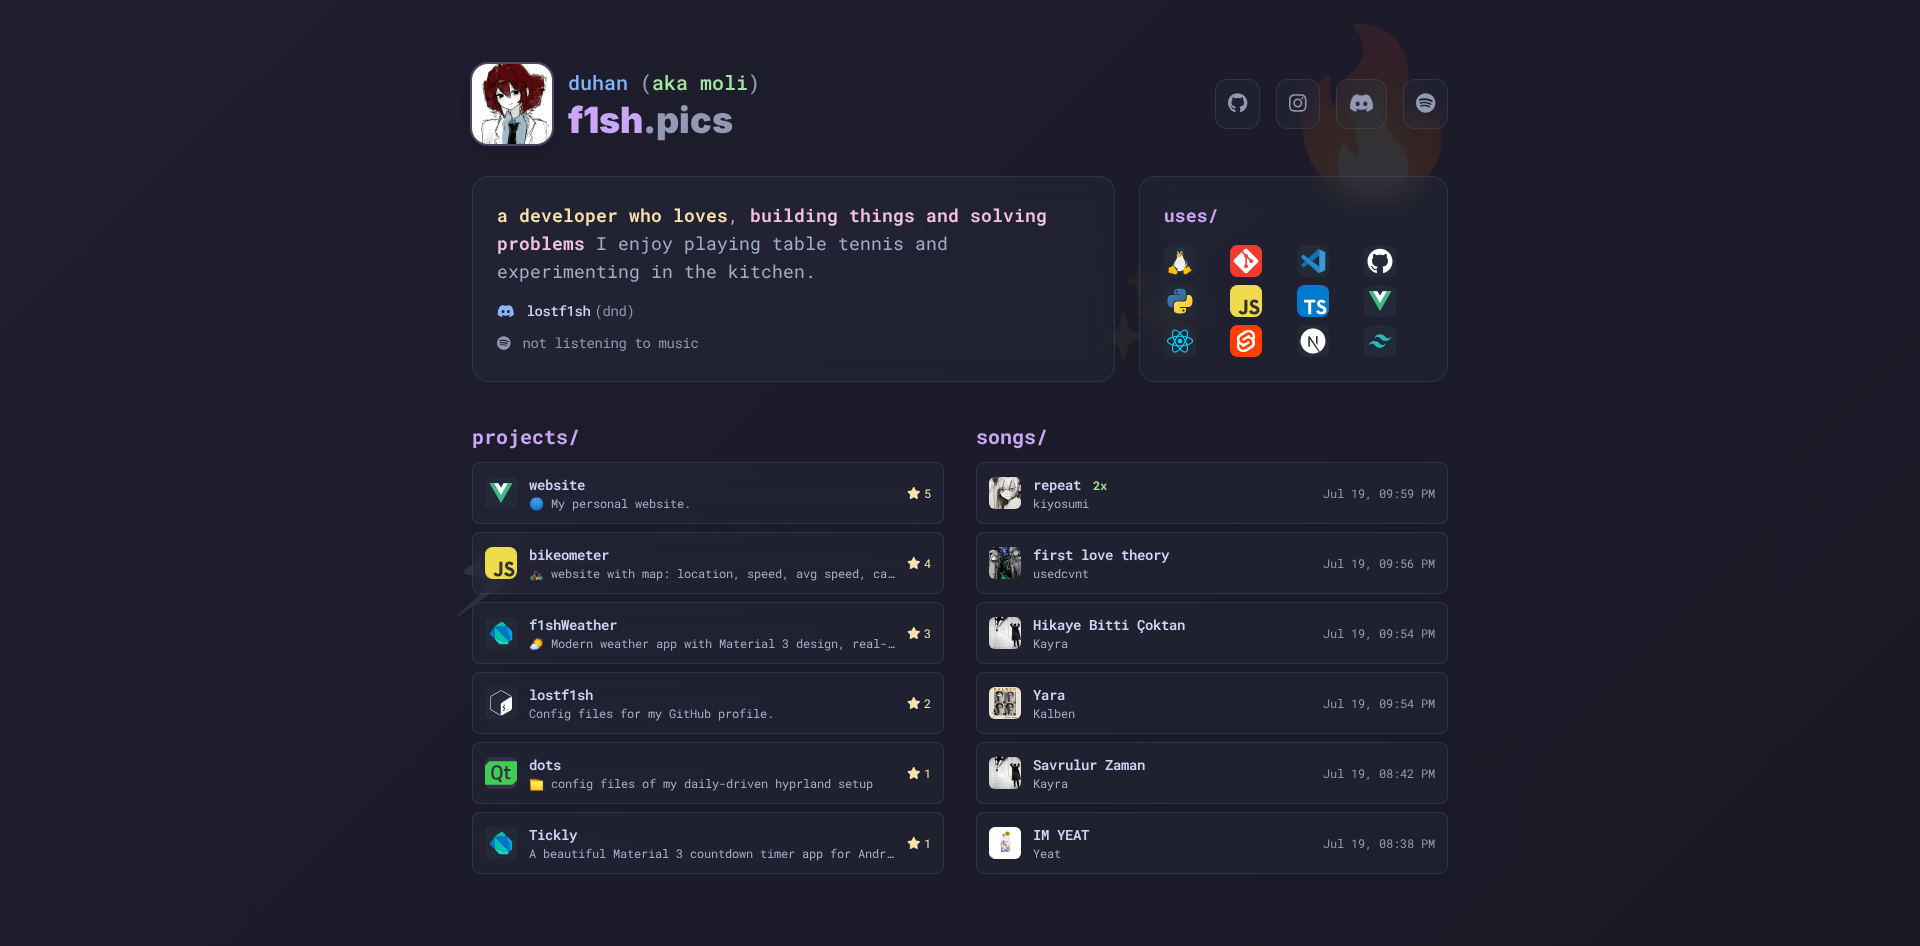 duhan (aka moli)
f1sh.pics
a developer who loves, building things and solving
problems I enjoy playing table tennis and
experimenting in the kitchen.
lostf1sh (dnd)
not listening to music
uses/
JS
TS
N
projects/
website
My personal website.
5
JS
bikeometer
website with map: location, speed, avg speed, ca…
4
f1shWeather
Modern weather app with Material 3 design, real-…
3
lostf1sh
Config files for my GitHub profile.
2
Qt
dots
config files of my daily-driven hyprland setup
1
Tickly
A beautiful Material 3 countdown timer app for Andr…
1
songs/
repeat 2x
kiyosumi
Jul 19, 09:59 PM
first love theory
usedcvnt
Jul 19, 09:56 PM
Hikaye Bitti Çoktan
Kayra
Jul 19, 09:54 PM
Yara
Kalben
Jul 19, 09:54 PM
Savrulur Zaman
Kayra
Jul 19, 08:42 PM
IM YEAT
Yeat
Jul 19, 08:38 PM